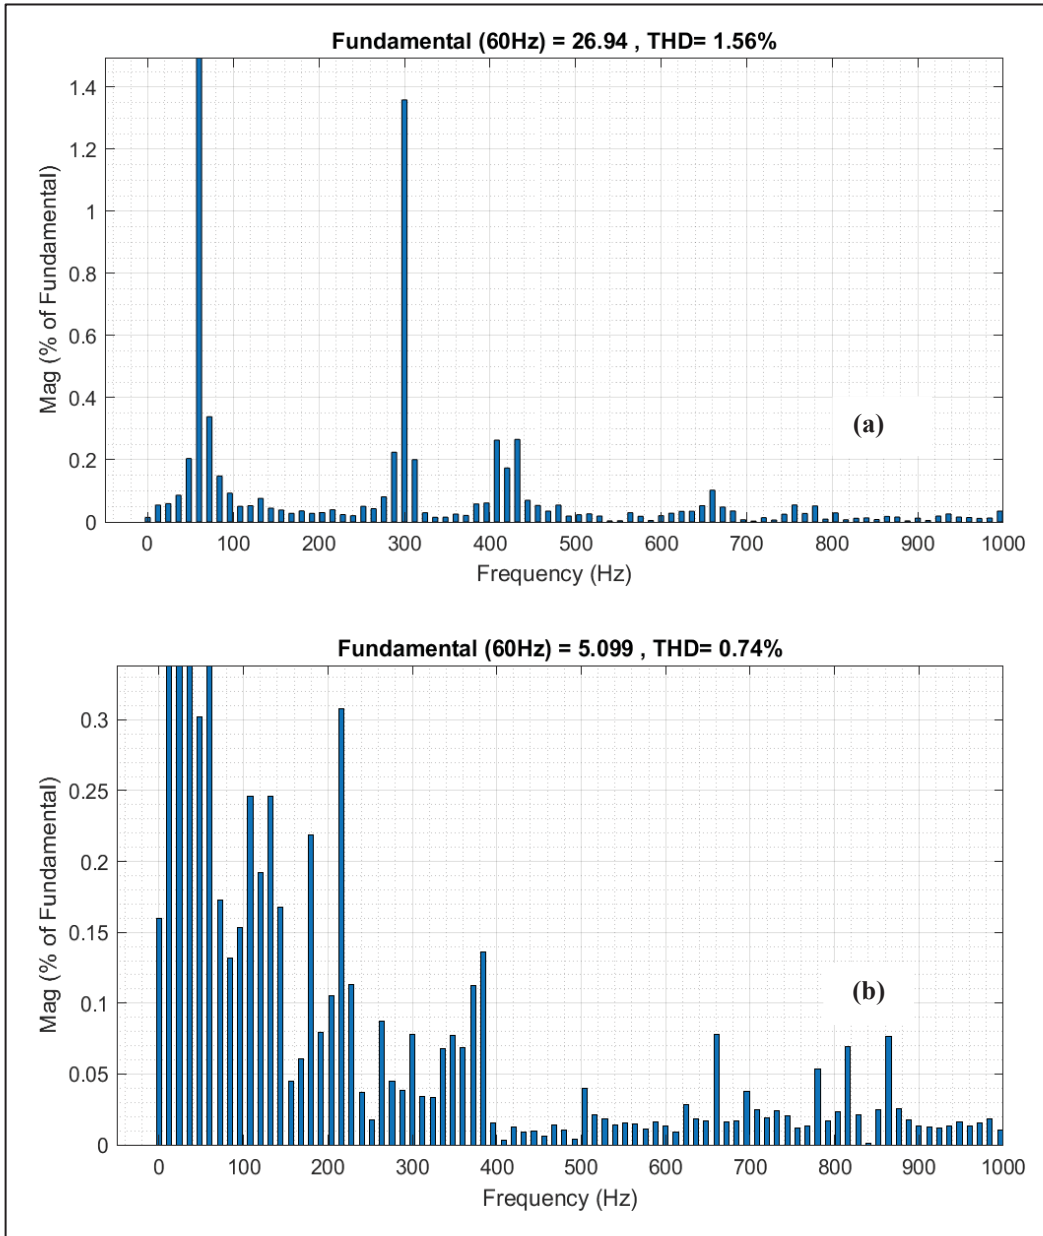 Fundamental (60Hz) = 26.94 , THD= 1.56%
Mag (% of Fundamental)
1.4
1.2
1
0.8
0.6
0.4
0.2
0
(a)
0 100 200 300 400 500 600 700 800 900 1000
Frequency (Hz)
Fundamental (60Hz) = 5.099 , THD= 0.74%
Mag (% of Fundamental)
0.3
0.25
0.2
0.15
0.1
0.05
0
(b)
0 100 200 300 400 500 600 700 800 900 1000
Frequency (Hz)